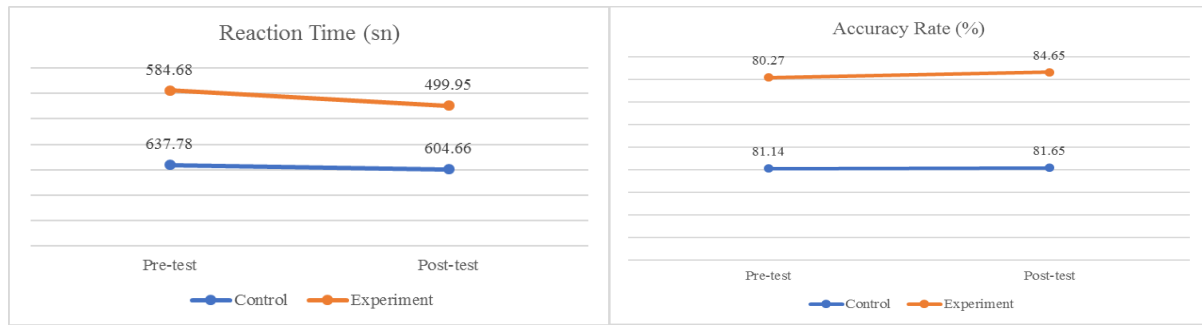 Reaction Time (sn)
584.68
499.95
637.78
604.66
Pre-test Post-test
Control Experiment
Accuracy Rate (%)
80.27
84.65
81.14
81.65
Pre-test Post-test
Control Experiment